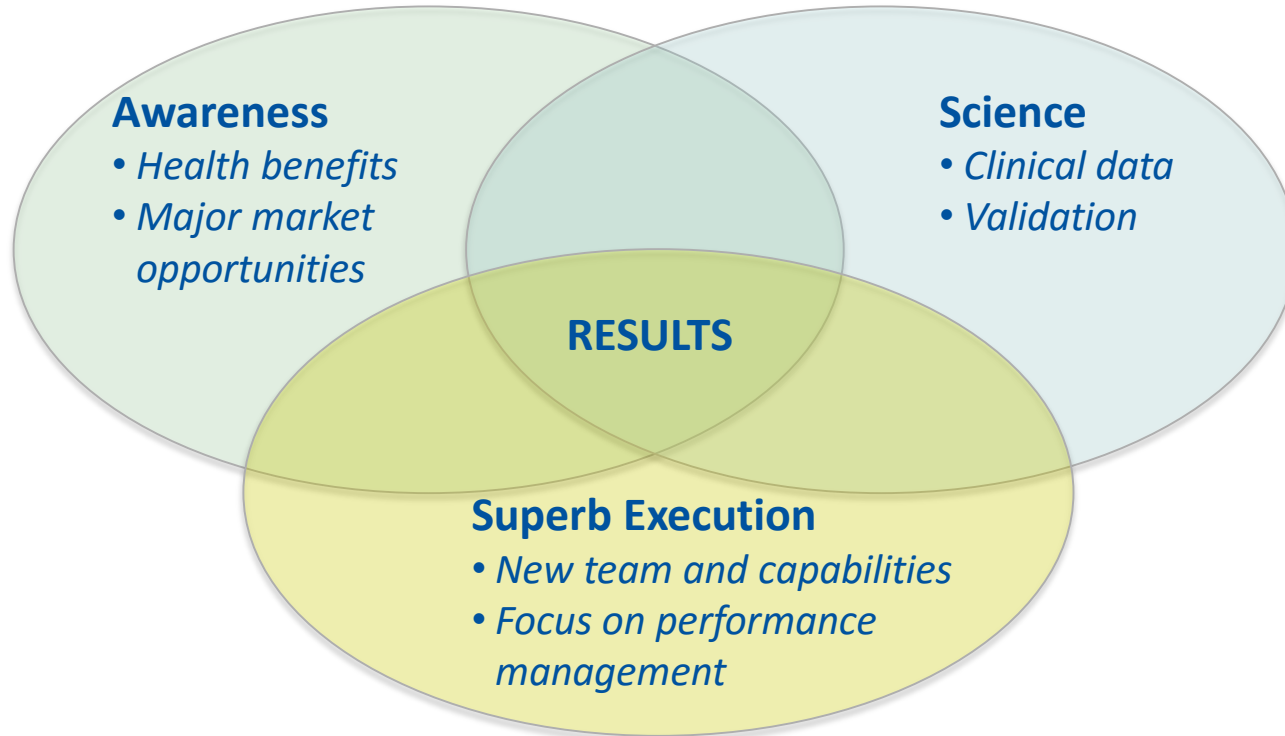 Awareness
• Health benefits
• Major market
opportunities
Science
• Clinical data
• Validation
RESULTS
Superb Execution
• New team and capabilities
• Focus on performance
management